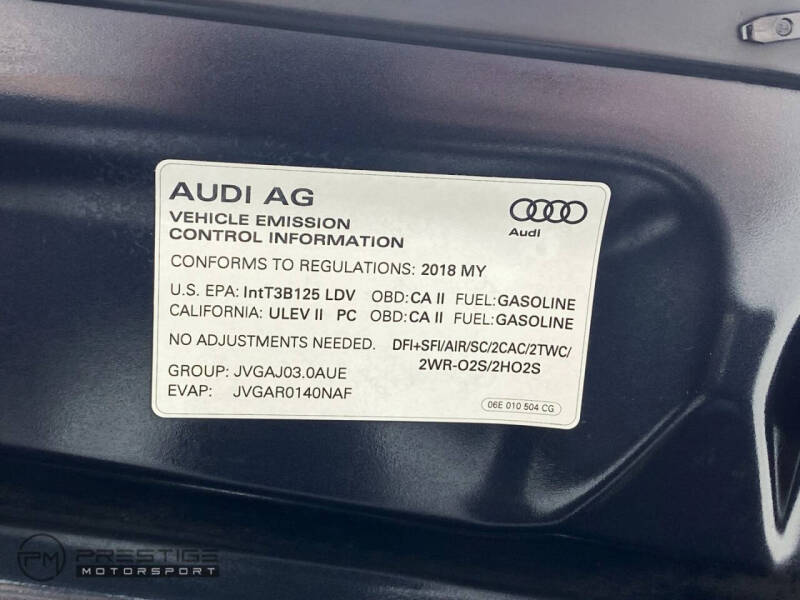 AUDI AG
Audi
VEHICLE EMISSION
CONTROL INFORMATION
CONFORMS TO REGULATIONS: 2018 MY
U.S. EPA: IntT3B125 LDV OBD: CA II FUEL: GASOLINE
CALIFORNIA: ULEV II PC OBD: CA II FUEL: GASOLINE
NO ADJUSTMENTS NEEDED. DFI+SFI/AIR/SC/2CAC/2TWC/
2WR-O2S/2HO2S
GROUP: JVGAJ03.0AUE
EVAP: JVGAR0140NAF
06E 010 504 CG
PM PRESTIGE
MOTORSPORT